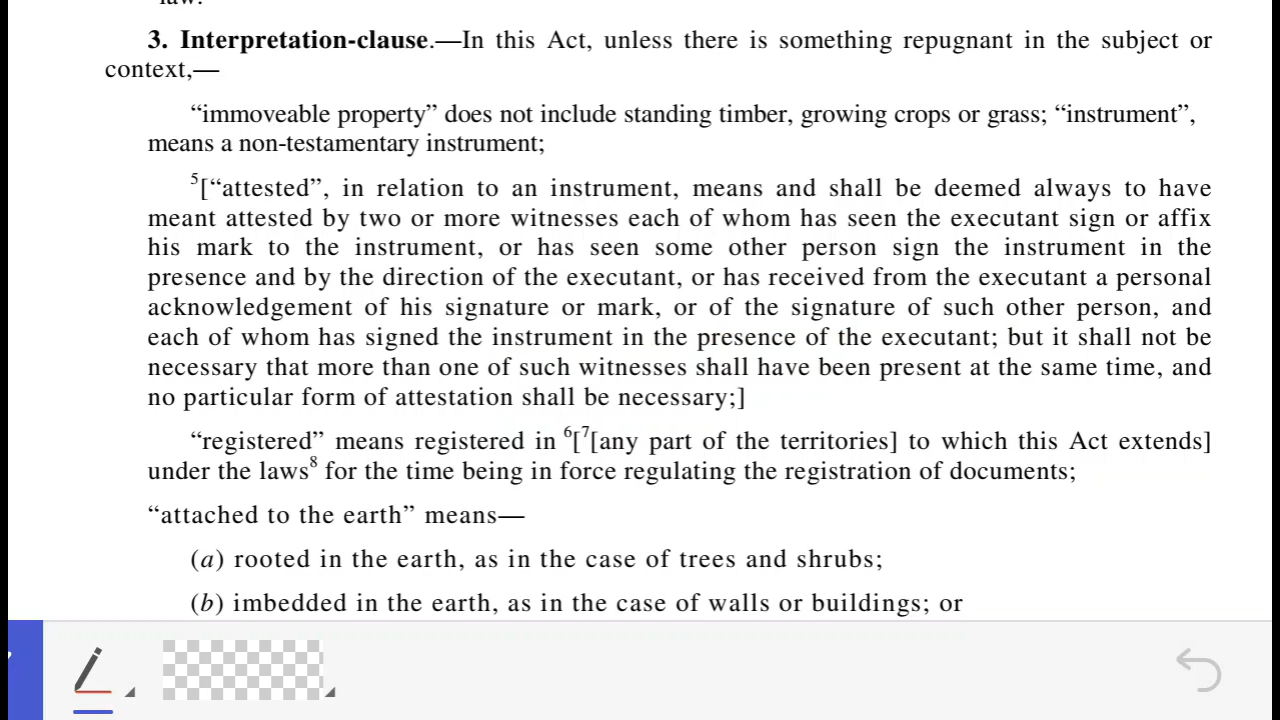 law.
3. Interpretation-clause.—In this Act, unless there is something repugnant in the subject or
context,—
“immoveable property” does not include standing timber, growing crops or grass; “instrument”,
means a non-testamentary instrument;
5[“attested”, in relation to an instrument, means and shall be deemed always to have
meant attested by two or more witnesses each of whom has seen the executant sign or affix
his mark to the instrument, or has seen some other person sign the instrument in the
presence and by the direction of the executant, or has received from the executant a personal
acknowledgement of his signature or mark, or of the signature of such other person, and
each of whom has signed the instrument in the presence of the executant; but it shall not be
necessary that more than one of such witnesses shall have been present at the same time, and
no particular form of attestation shall be necessary;]
“registered” means registered in 6[7[any part of the territories] to which this Act extends]
under the laws8 for the time being in force regulating the registration of documents;
“attached to the earth” means—
(a) rooted in the earth, as in the case of trees and shrubs;
(b) imbedded in the earth, as in the case of walls or buildings; or